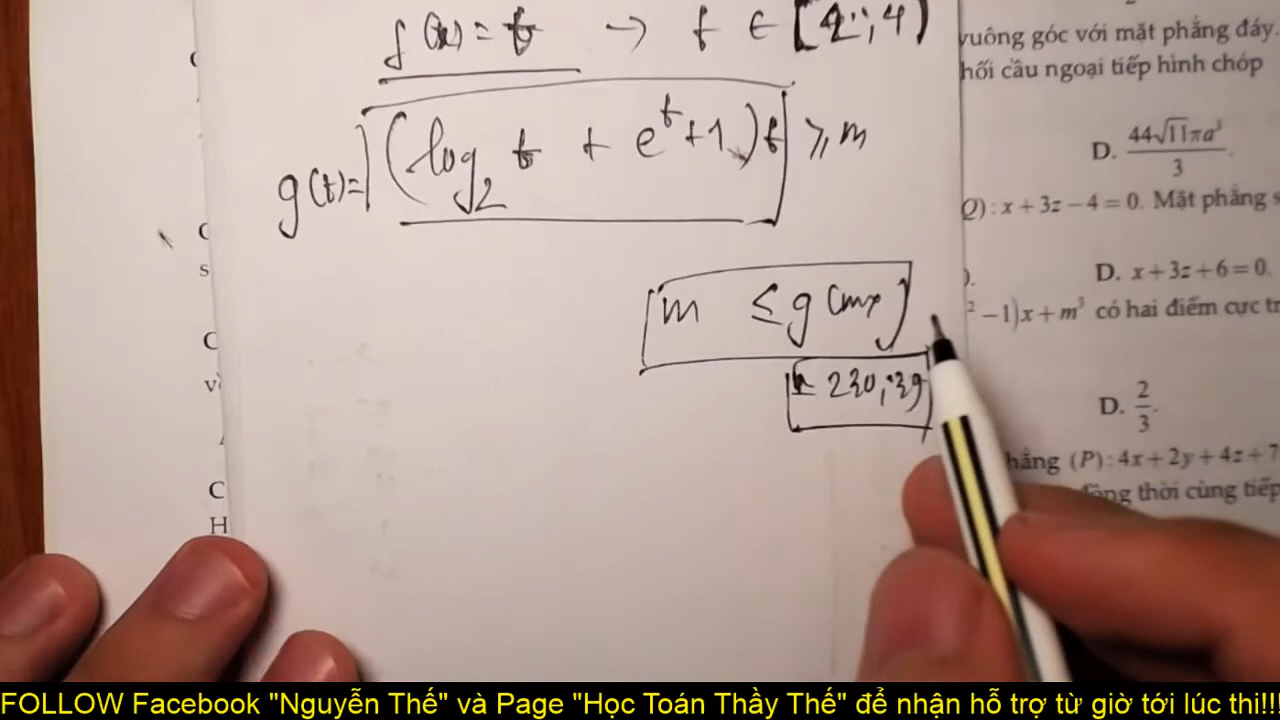 f(x) = t → t ∈ [2; 4)
g(t) = (log₂ t + eᵗ + 1) t ≥ m
m ≤ g(mx)
230,39
vuông góc với mặt phẳng đáy.
hối cầu ngoại tiếp hình chóp
D. 44√11πa³/3.
Q): x + 3z − 4 = 0. Mặt phẳng s
D. x + 3z + 6 = 0.
² − 1)x + m³ có hai điểm cực tr
D. 2/3.
hẳng (P): 4x + 2y + 4z + 7
đồng thời cùng tiếp
C
s
C
v
C
H
FOLLOW Facebook "Nguyễn Thế" và Page "Học Toán Thầy Thế" để nhận hỗ trợ từ giờ tới lúc thi!!!